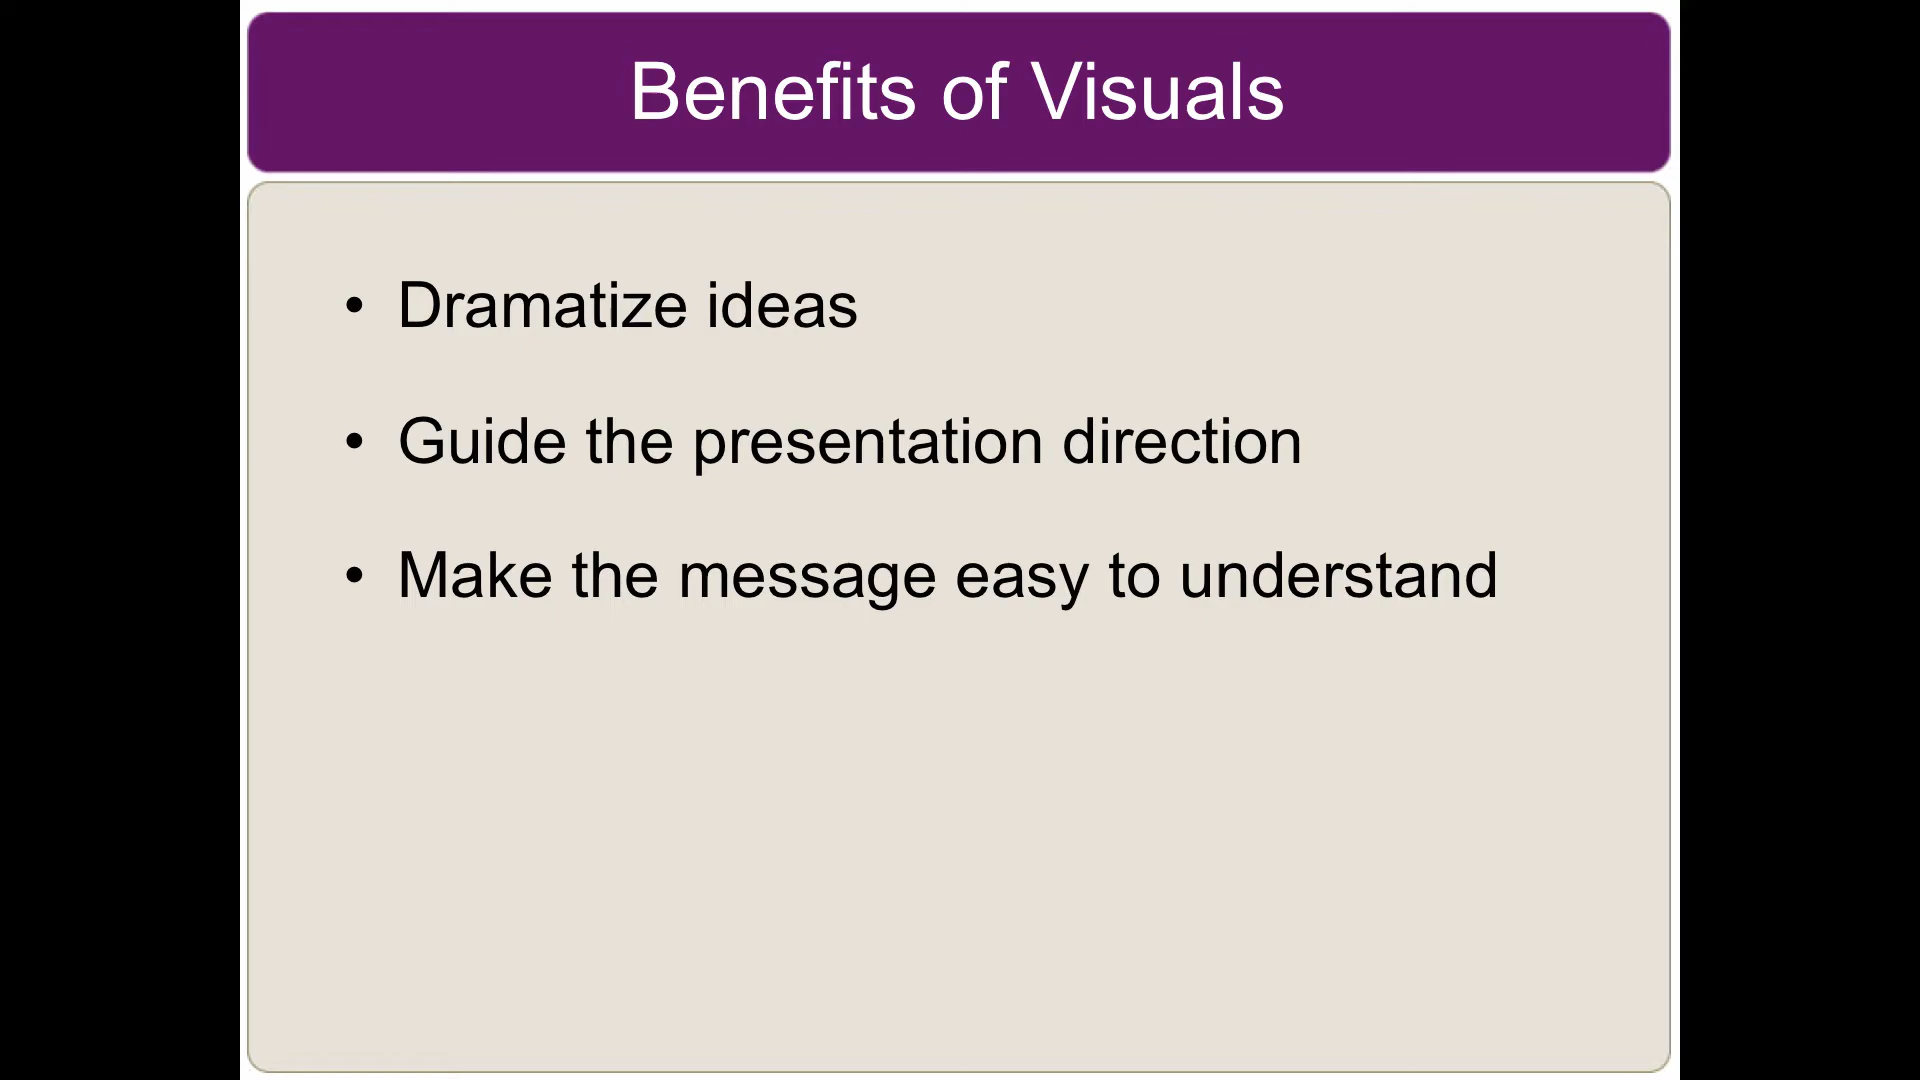 Benefits of Visuals
• Dramatize ideas
• Guide the presentation direction
• Make the message easy to understand